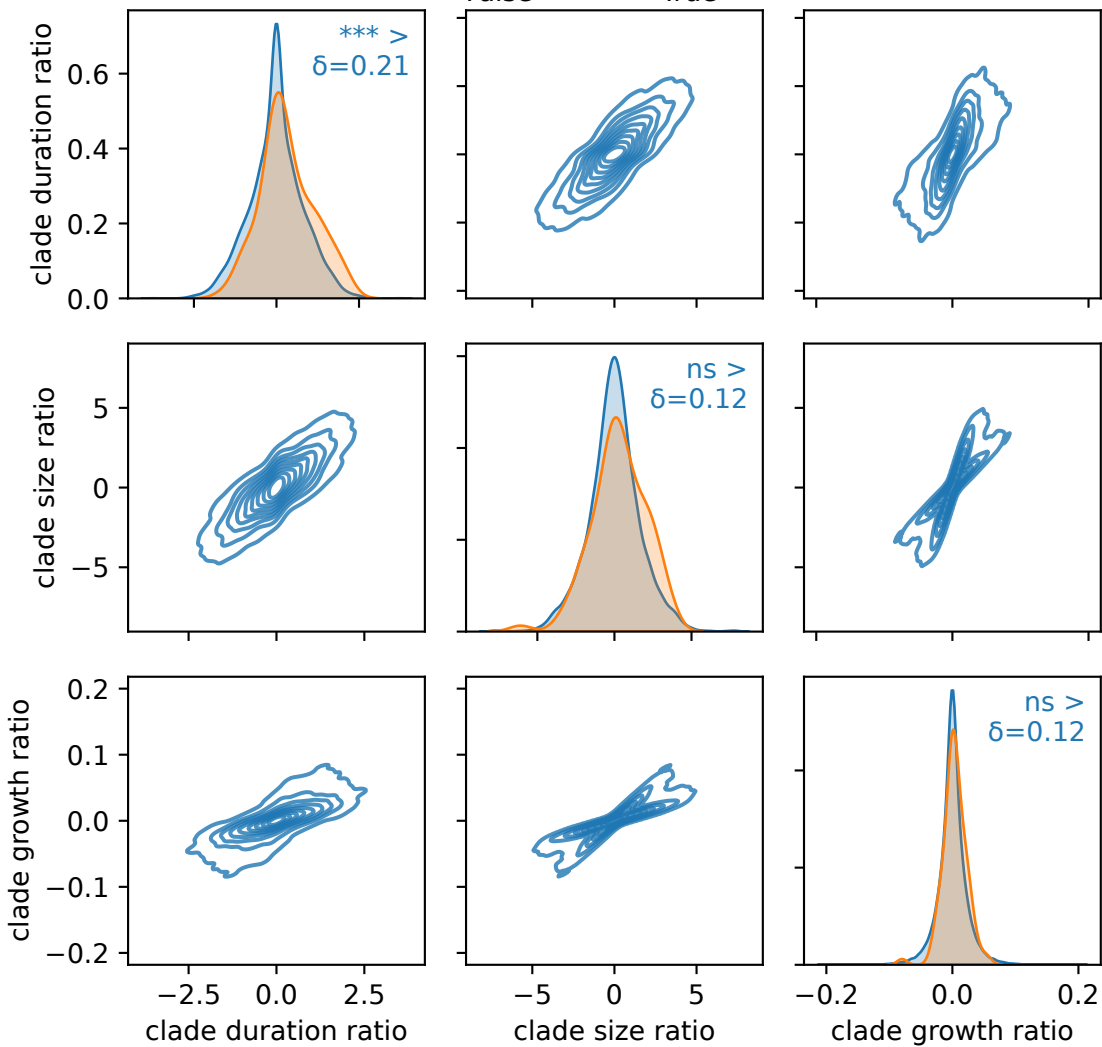 clade duration ratio
0.6
0.4
0.2
0.0
*** >
δ=0.21
clade size ratio
5
0
−5
ns >
δ=0.12
clade growth ratio
0.2
0.1
0.0
−0.1
−0.2
ns >
δ=0.12
−2.5 0.0 2.5
−5 0 5
−0.2 0.0 0.2
clade duration ratio
clade size ratio
clade growth ratio